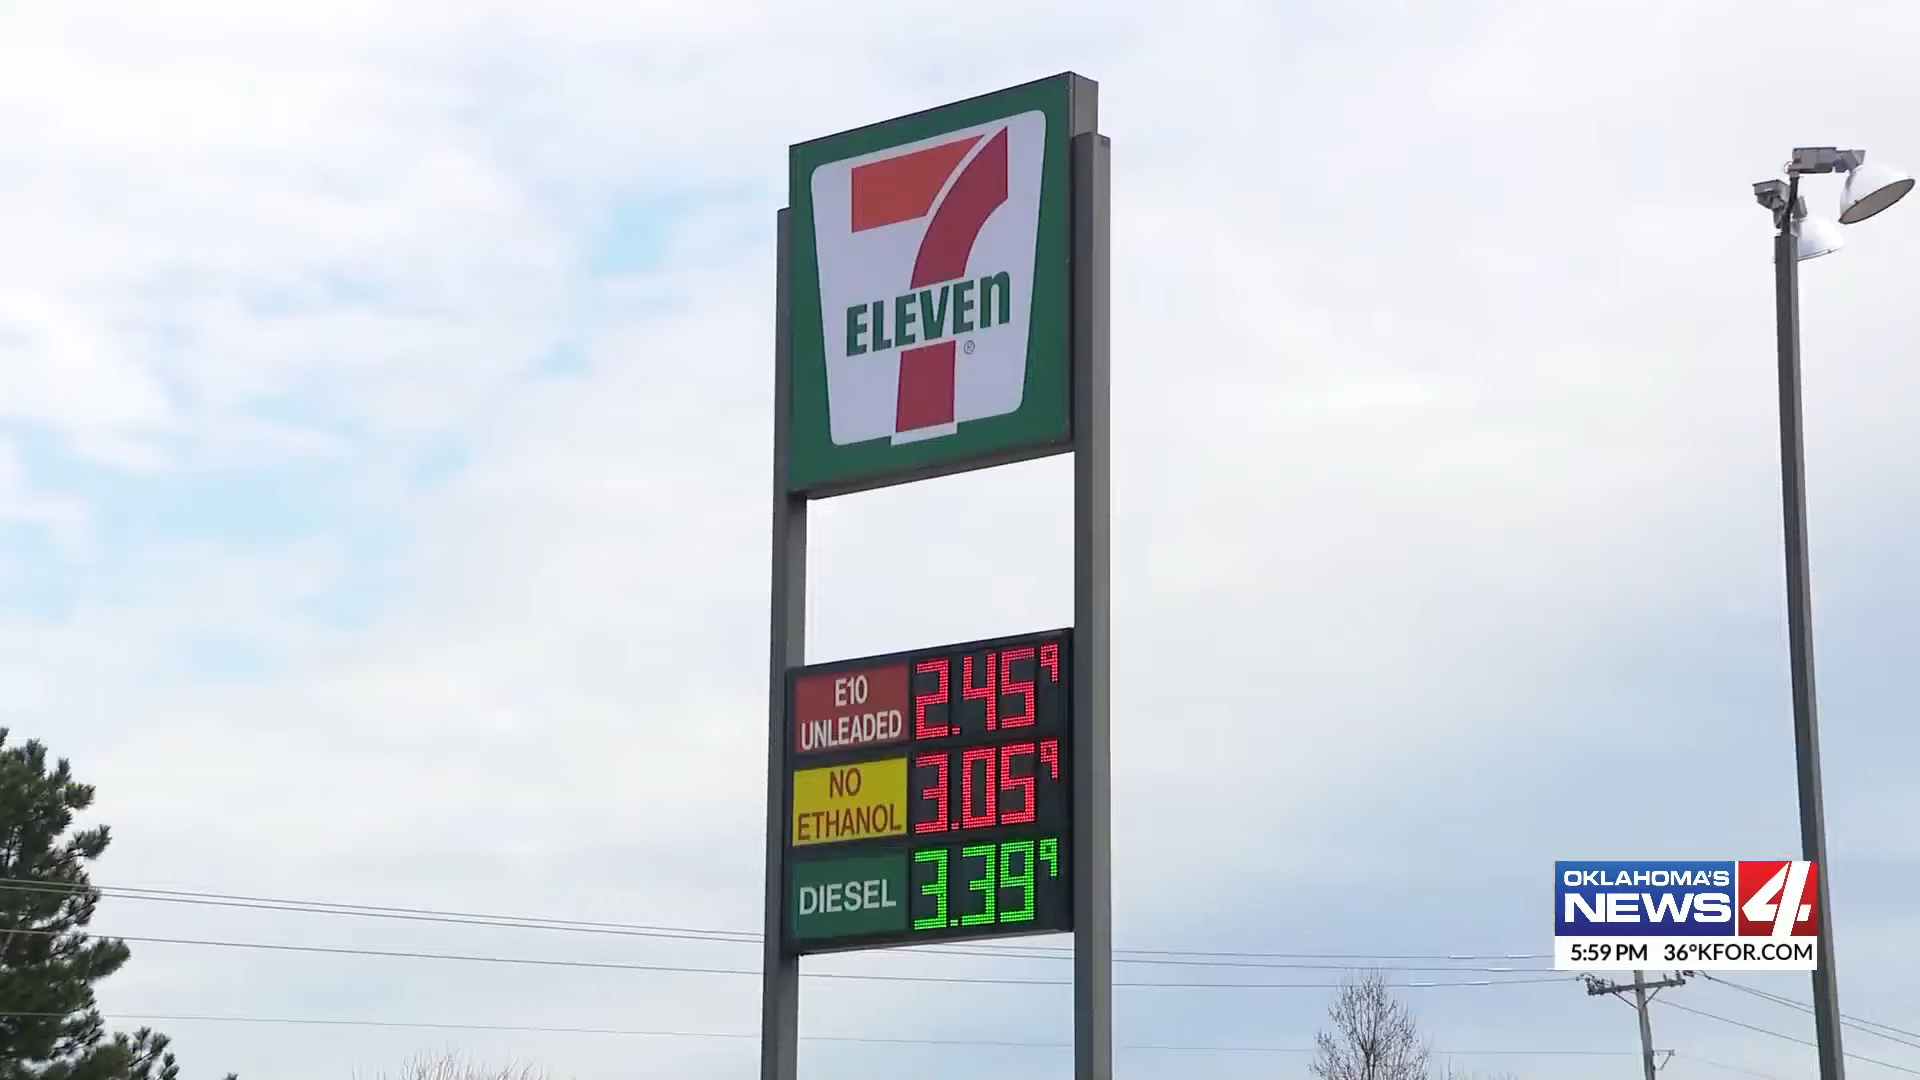 7
ELEVEn
®
E10
UNLEADED
2.45⁹
NO
ETHANOL
3.05⁹
DIESEL
3.39⁹
OKLAHOMA'S
NEWS 4
5:59 PM 36° KFOR.COM